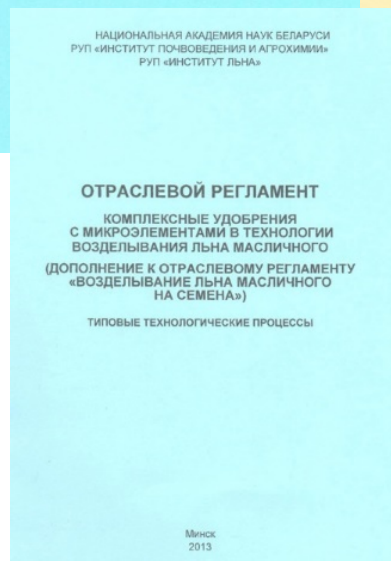 НАЦИОНАЛЬНАЯ АКАДЕМИЯ НАУК БЕЛАРУСИ
РУП «ИНСТИТУТ ПОЧВОВЕДЕНИЯ И АГРОХИМИИ»
РУП «ИНСТИТУТ ЛЬНА»
ОТРАСЛЕВОЙ РЕГЛАМЕНТ
КОМПЛЕКСНЫЕ УДОБРЕНИЯ
С МИКРОЭЛЕМЕНТАМИ В ТЕХНОЛОГИИ
ВОЗДЕЛЫВАНИЯ ЛЬНА МАСЛИЧНОГО
(ДОПОЛНЕНИЕ К ОТРАСЛЕВОМУ РЕГЛАМЕНТУ
«ВОЗДЕЛЫВАНИЕ ЛЬНА МАСЛИЧНОГО
НА СЕМЕНА»)
ТИПОВЫЕ ТЕХНОЛОГИЧЕСКИЕ ПРОЦЕССЫ
Минск
2013